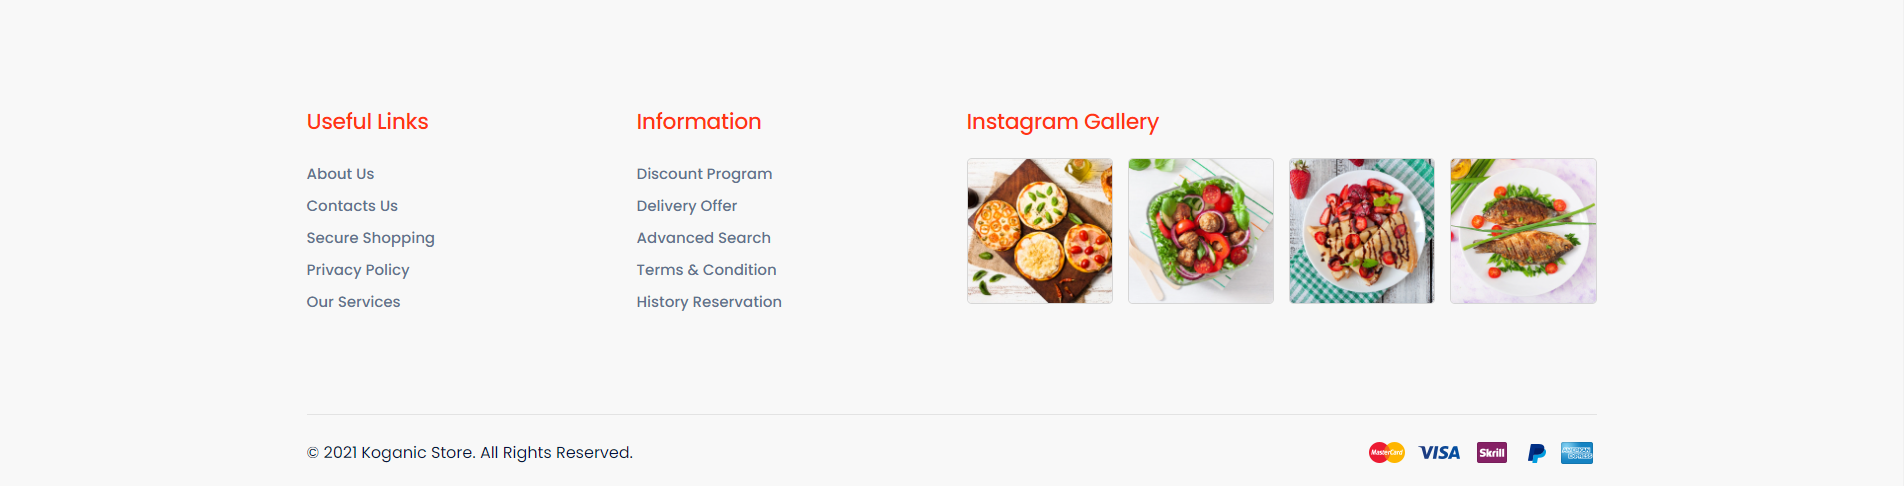 Useful Links
About Us
Contacts Us
Secure Shopping
Privacy Policy
Our Services
Information
Discount Program
Delivery Offer
Advanced Search
Terms & Condition
History Reservation
Instagram Gallery
© 2021 Koganic Store. All Rights Reserved.
MasterCard
VISA
Skrill
AMERICAN
EXPRESS